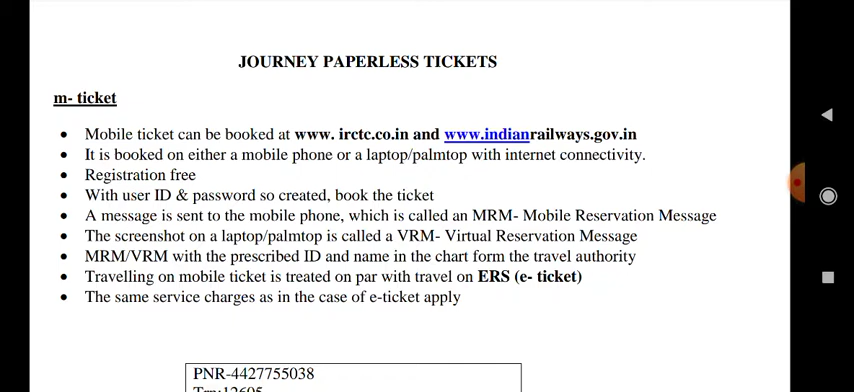 JOURNEY PAPERLESS TICKETS
m- ticket
• Mobile ticket can be booked at www. irctc.co.in and www.indianrailways.gov.in
• It is booked on either a mobile phone or a laptop/palmtop with internet connectivity.
• Registration free
• With user ID & password so created, book the ticket
• A message is sent to the mobile phone, which is called an MRM- Mobile Reservation Message
• The screenshot on a laptop/palmtop is called a VRM- Virtual Reservation Message
• MRM/VRM with the prescribed ID and name in the chart form the travel authority
• Travelling on mobile ticket is treated on par with travel on ERS (e- ticket)
• The same service charges as in the case of e-ticket apply
PNR-4427755038